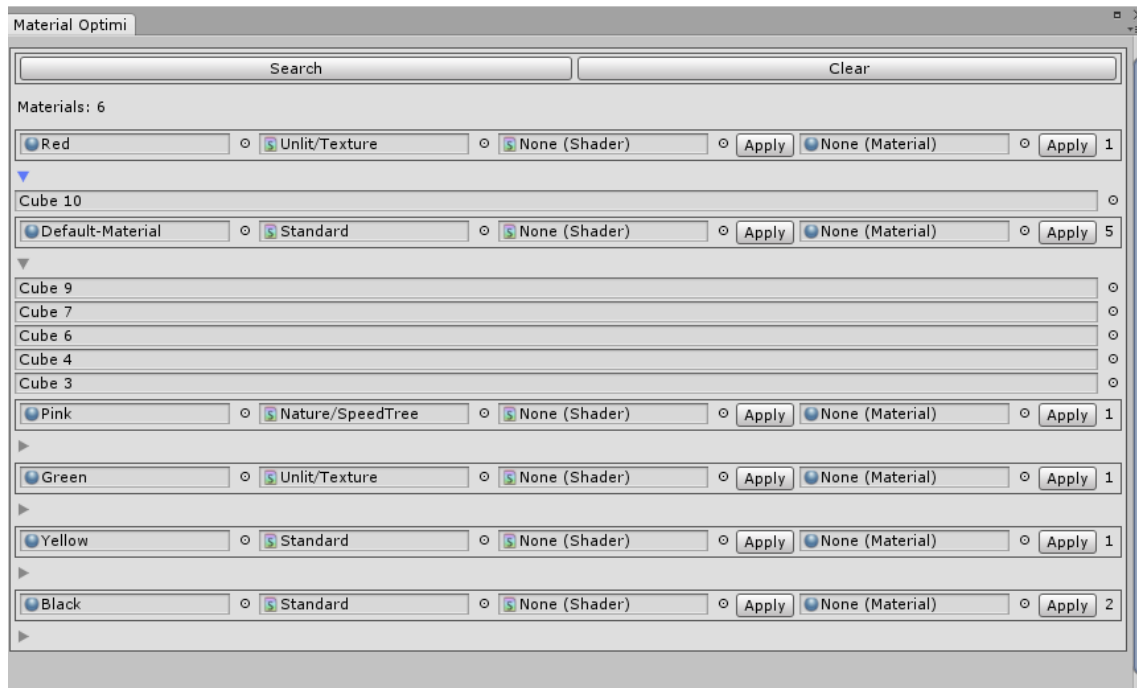 Material Optimi
Search Clear
Materials: 6
Red Unlit/Texture None (Shader) Apply None (Material) Apply 1
Cube 10
Default-Material Standard None (Shader) Apply None (Material) Apply 5
Cube 9
Cube 7
Cube 6
Cube 4
Cube 3
Pink Nature/SpeedTree None (Shader) Apply None (Material) Apply 1
Green Unlit/Texture None (Shader) Apply None (Material) Apply 1
Yellow Standard None (Shader) Apply None (Material) Apply 1
Black Standard None (Shader) Apply None (Material) Apply 2